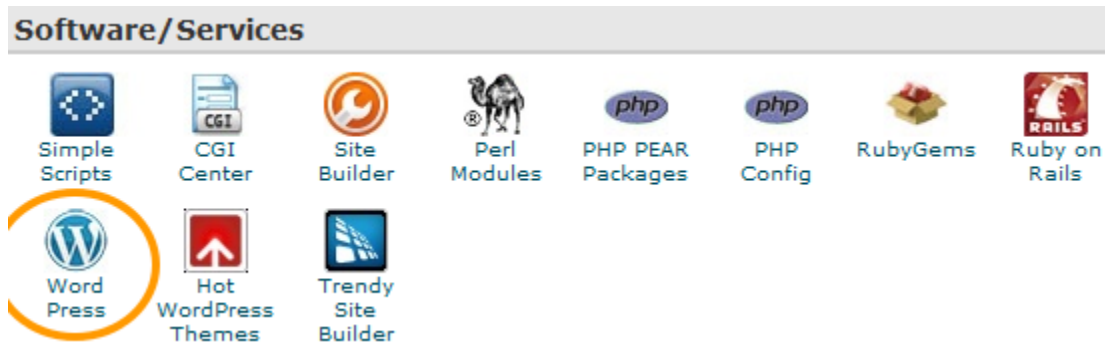 Software/Services
CGI
®
php
php
RAILS
Simple Scripts
CGI Center
Site Builder
Perl Modules
PHP PEAR Packages
PHP Config
RubyGems
Ruby on Rails
W
Word Press
Hot WordPress Themes
Trendy Site Builder